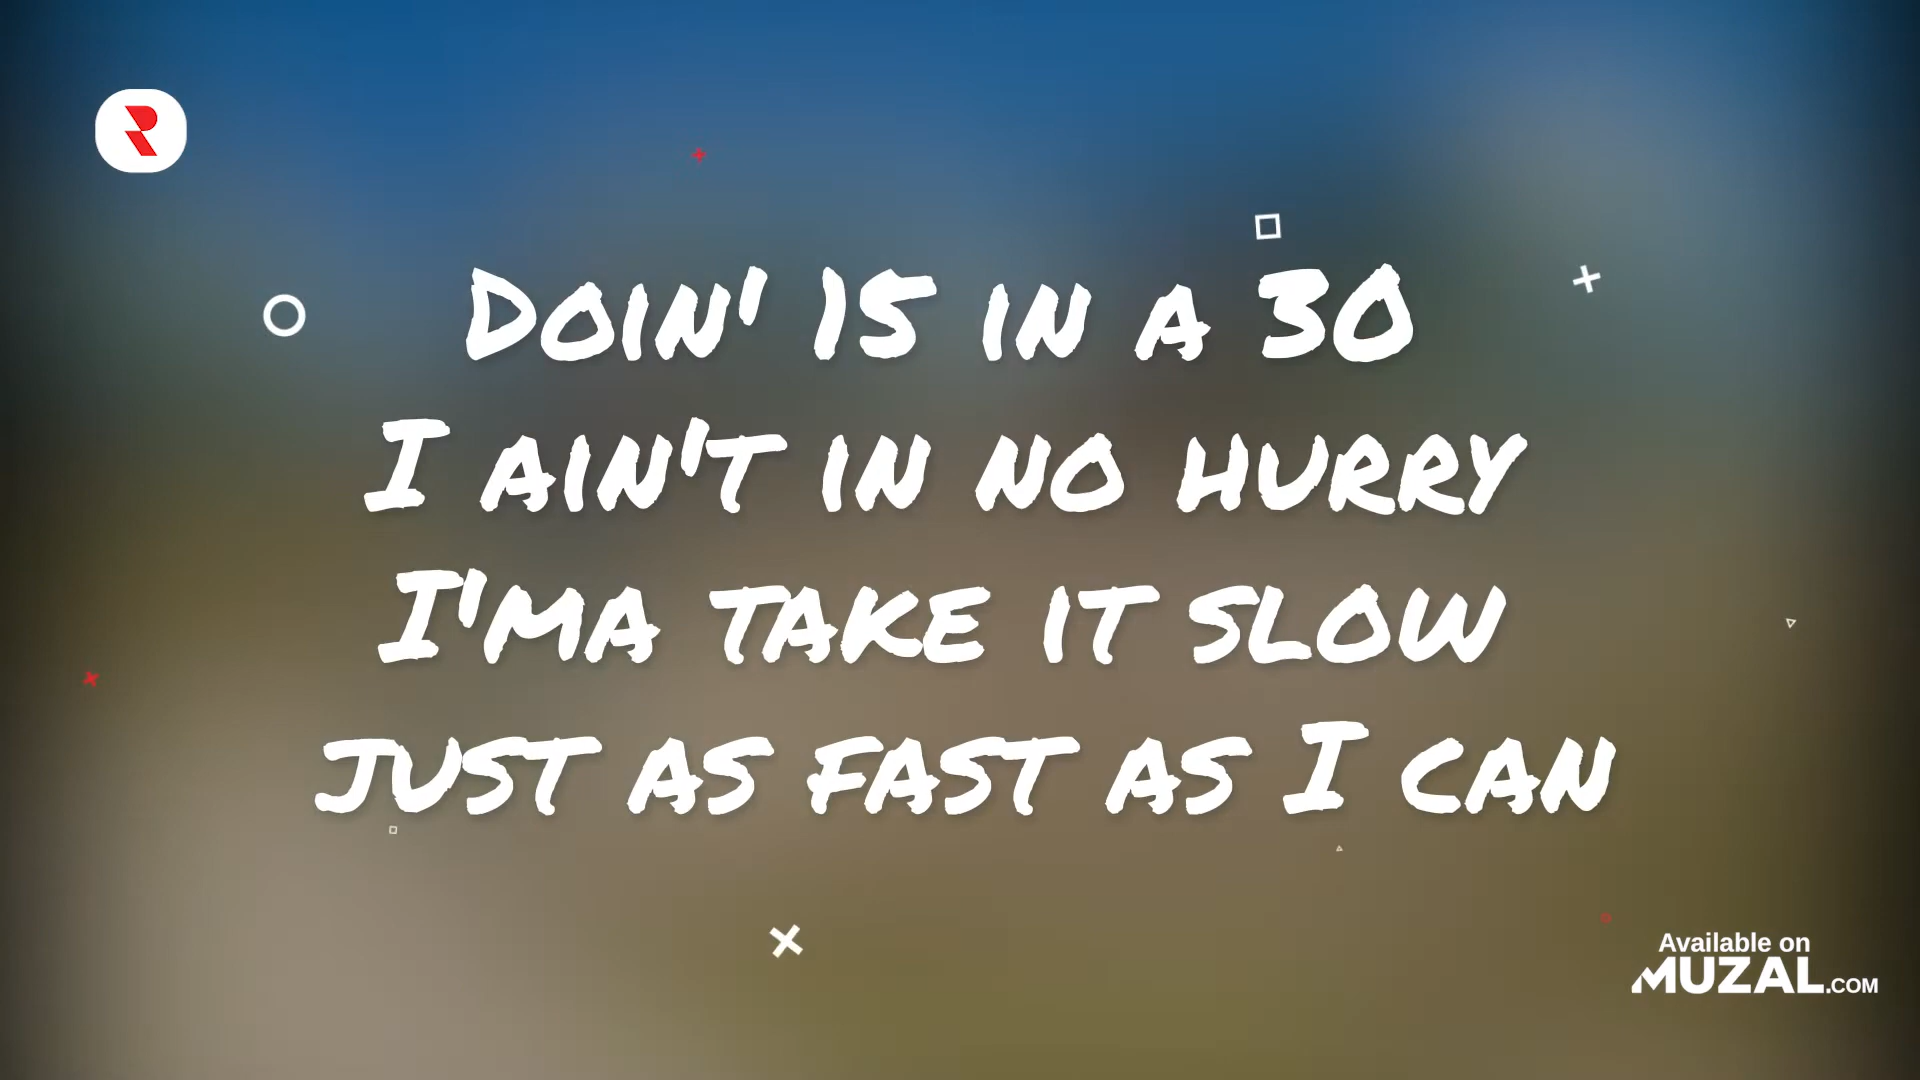 Doin' 15 in a 30
I ain't in no hurry
I'ma take it slow
just as fast as I can
Available on
MUZAL.COM